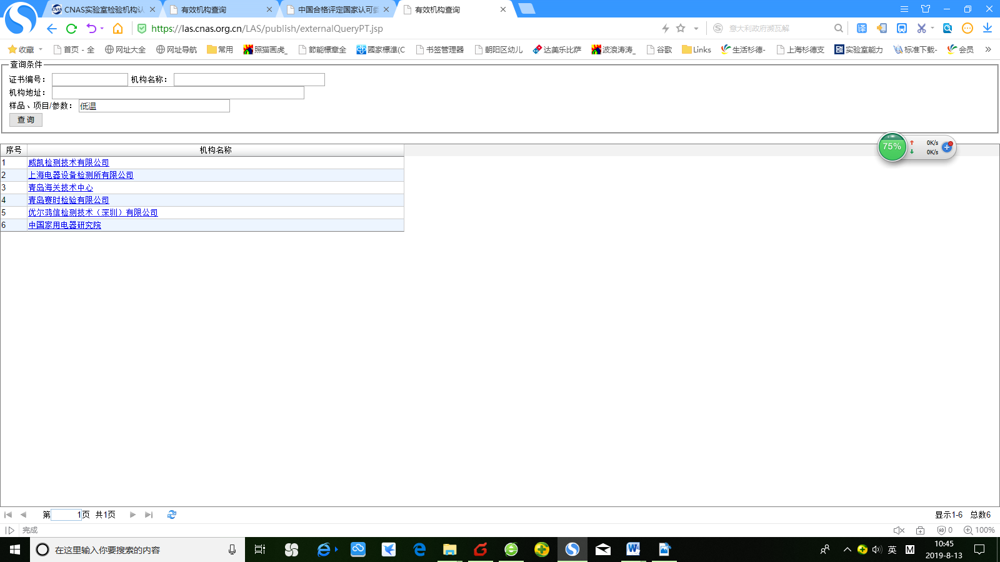 CNAS实验室检验机构认
有效机构查询
中国合格评定国家认可委
有效机构查询
https://las.cnas.org.cn/LAS/publish/externalQueryPT.jsp
意大利政府濒瓦解
译
收藏
首页 - 全
网址大全
网址导航
常用
照猫画虎_
節能標章全
國家標準(C
书签管理器
朝阳区幼儿
达美乐比萨
波浪涛涛_
谷歌
Links
生活杉德-
上海杉德支
实验室能力
标准下载-
会员
查询条件
证书编号：
机构名称：
机构地址：
样品、项目/参数：
低温
查 询
75%
0K/s
0K/s
序号
机构名称
1 威凯检测技术有限公司
2 上海电器设备检测所有限公司
3 青岛海关技术中心
4 青岛赛时检验有限公司
5 优尔鸿信检测技术（深圳）有限公司
6 中国家用电器研究院
第 1页 共1页
显示1-6 总数6
完成
0
100%
在这里输入你要搜索的内容
英
M
10:45
2019-8-13